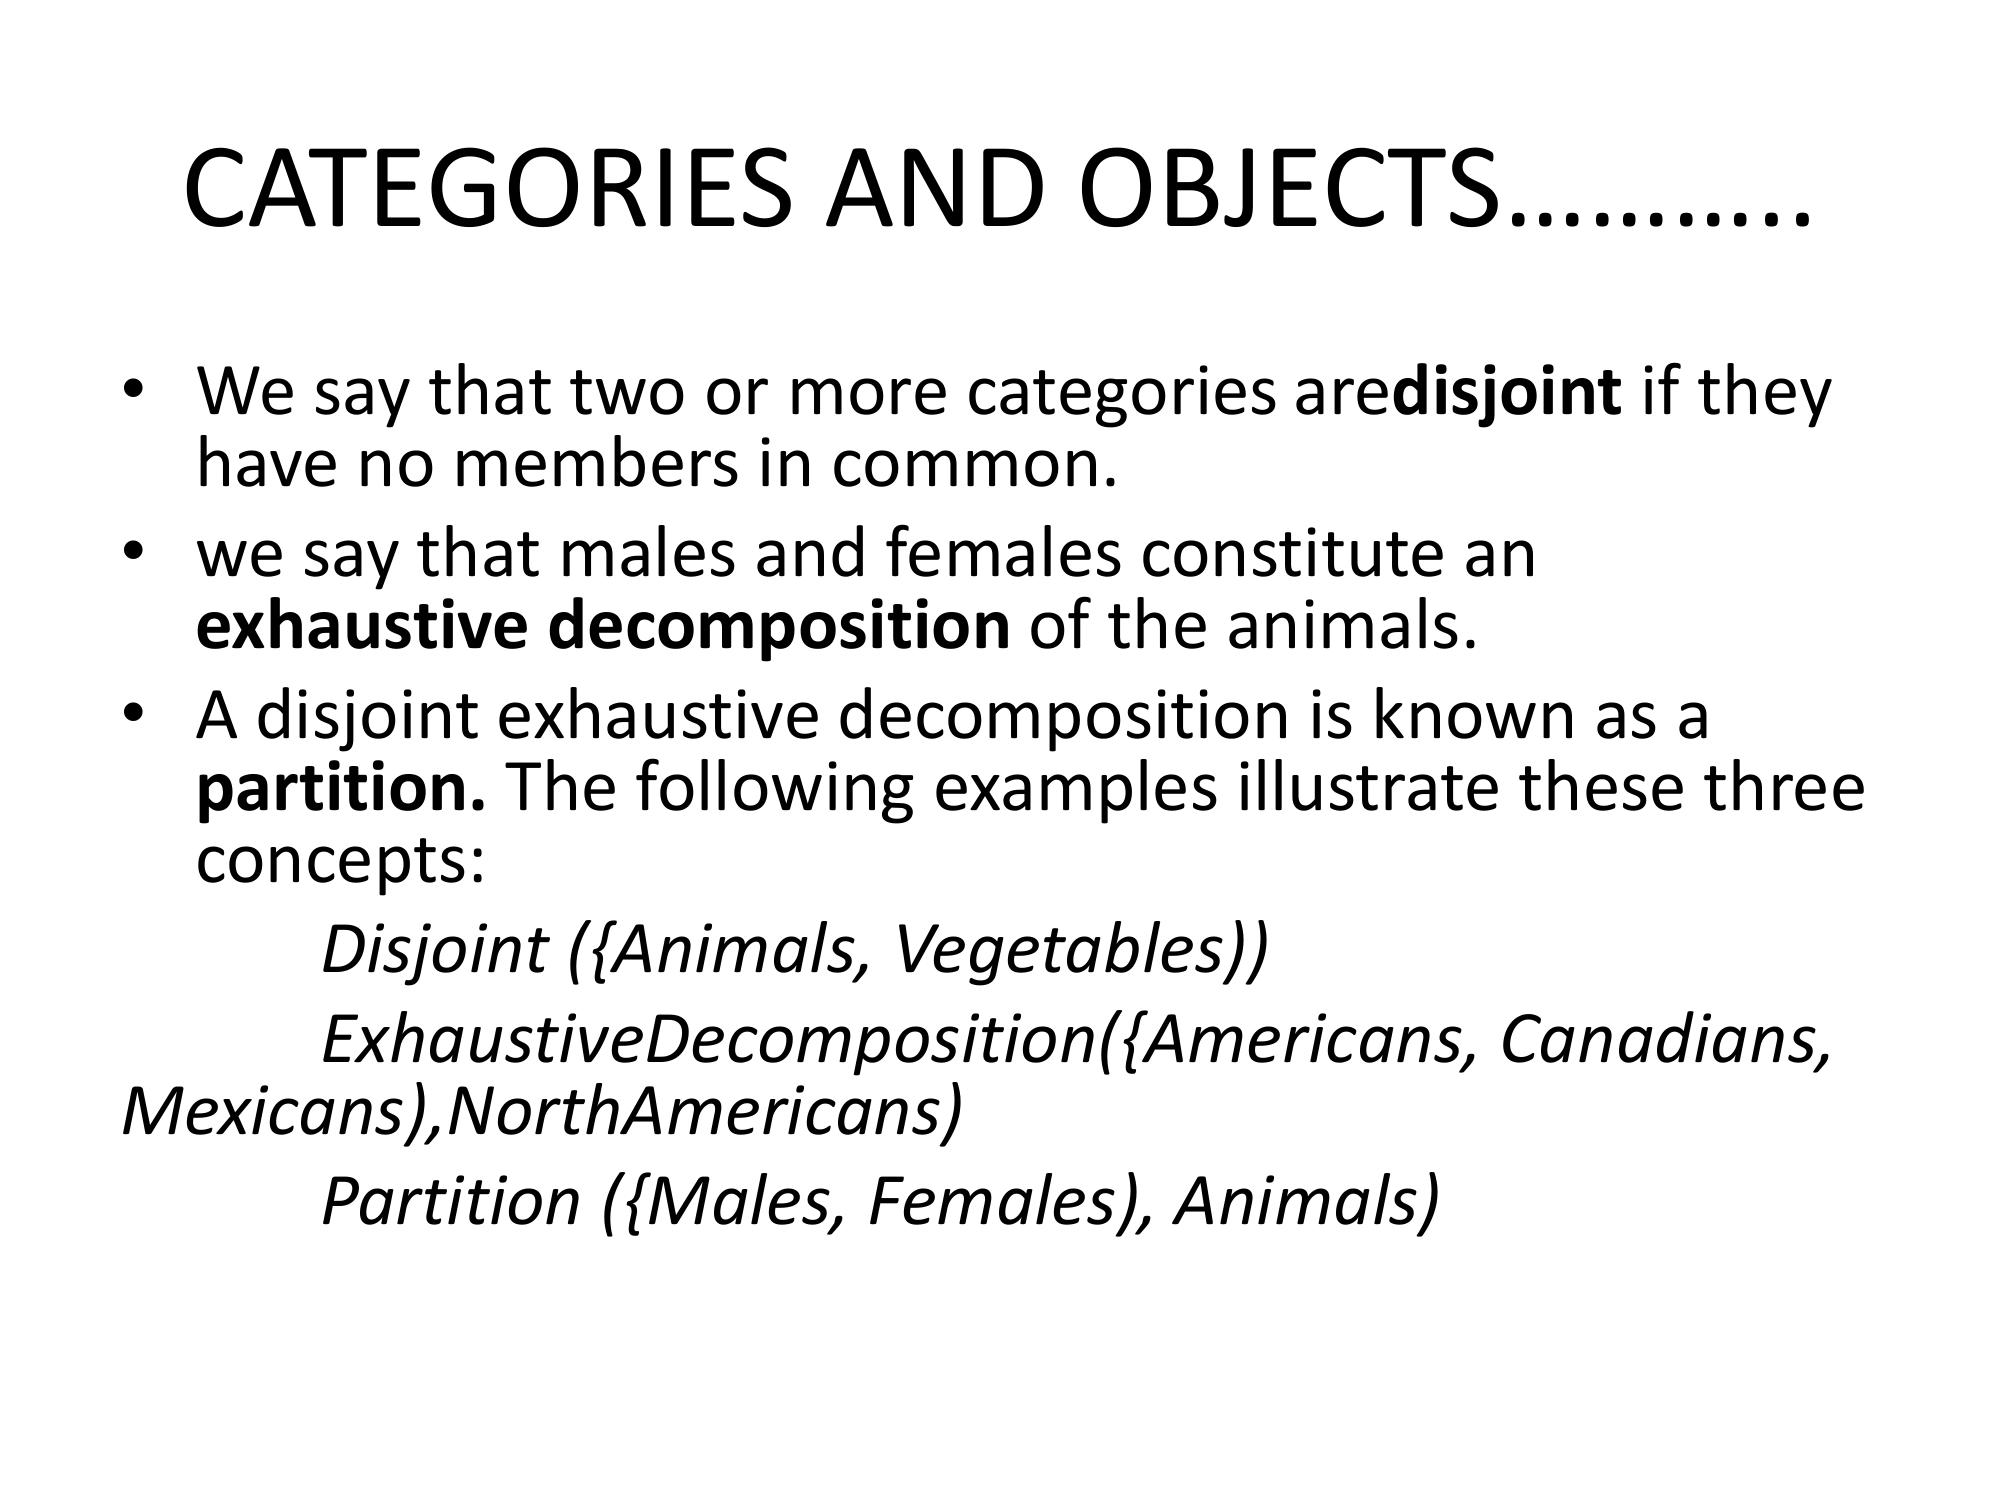 CATEGORIES AND OBJECTS………..
• We say that two or more categories aredisjoint if they
have no members in common.
• we say that males and females constitute an
exhaustive decomposition of the animals.
• A disjoint exhaustive decomposition is known as a
partition. The following examples illustrate these three
concepts:
Disjoint ({Animals, Vegetables))
ExhaustiveDecomposition({Americans, Canadians,
Mexicans),NorthAmericans)
Partition ({Males, Females), Animals)